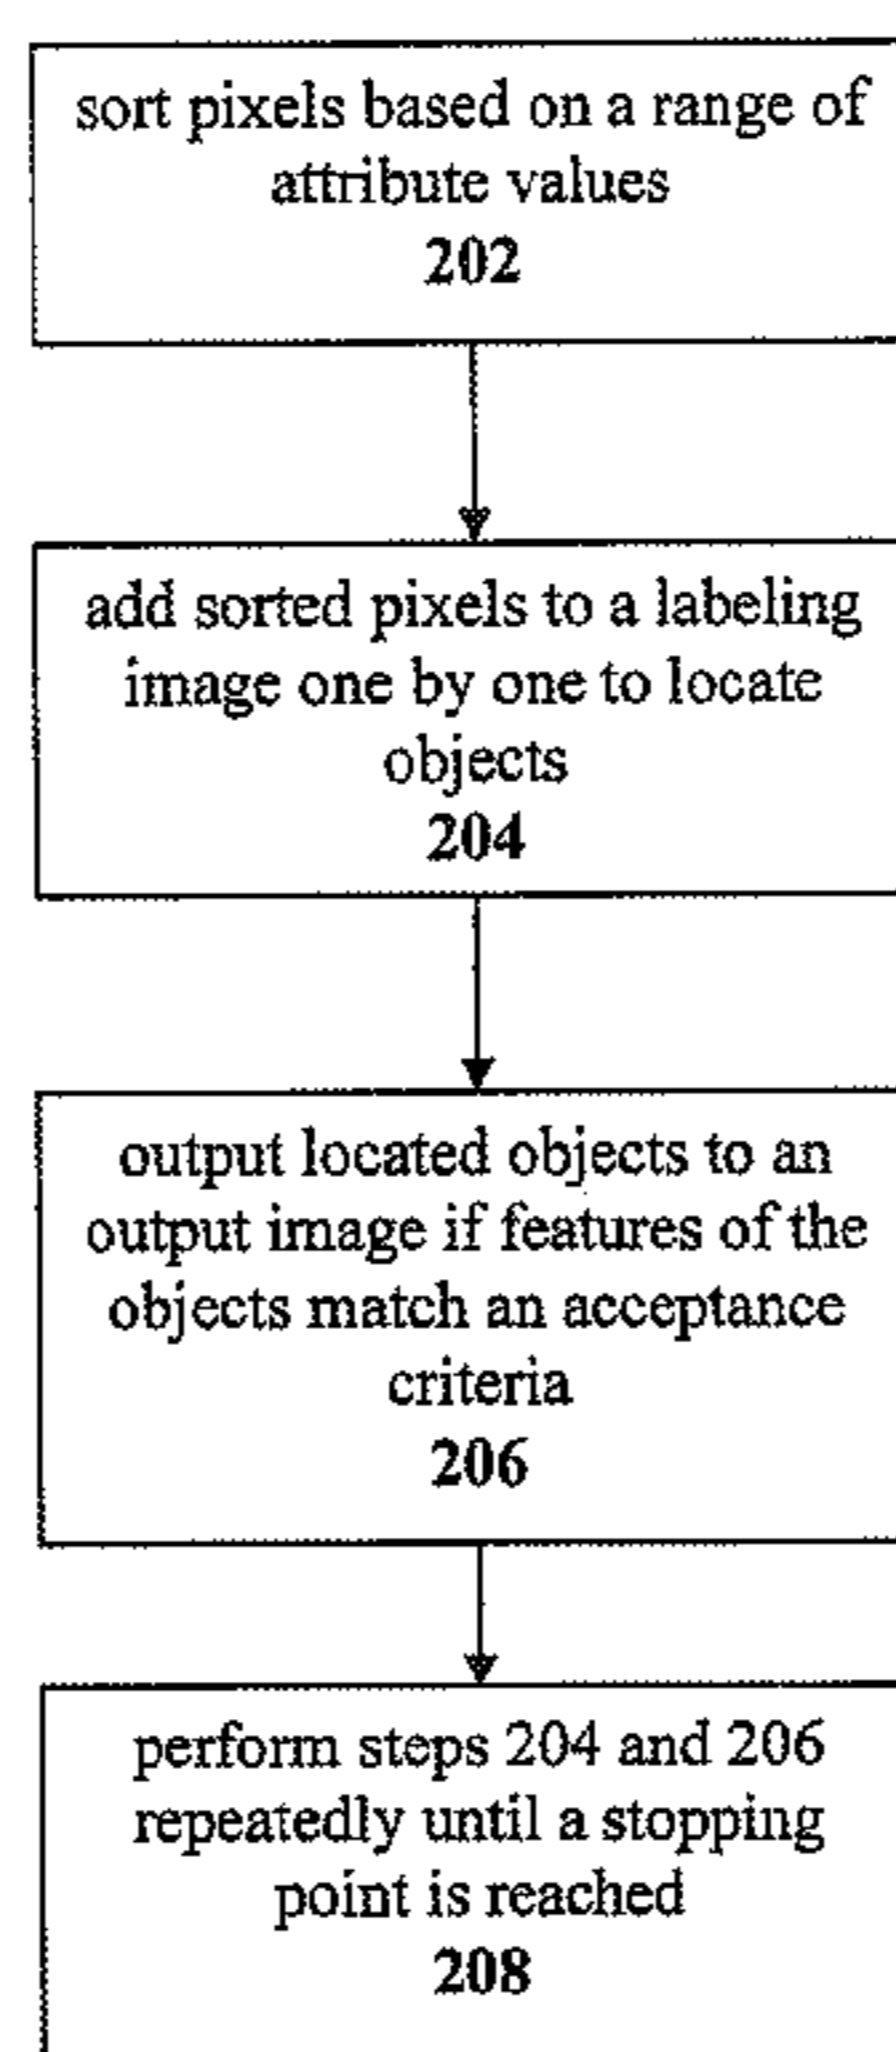 sort pixels based on a range of
attribute values
202
add sorted pixels to a labeling
image one by one to locate
objects
204
output located objects to an
output image if features of the
objects match an acceptance
criteria
206
perform steps 204 and 206
repeatedly until a stopping
point is reached
208